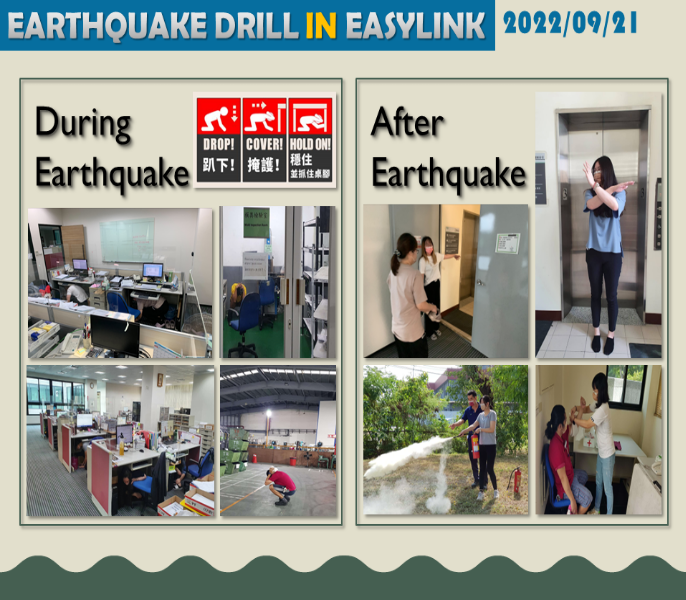 EARTHQUAKE DRILL IN EASYLINK
2022/09/21
During
Earthquake
DROP!
趴下!
COVER!
掩護!
HOLD ON!
穩住
並抓住桌腳
After
Earthquake